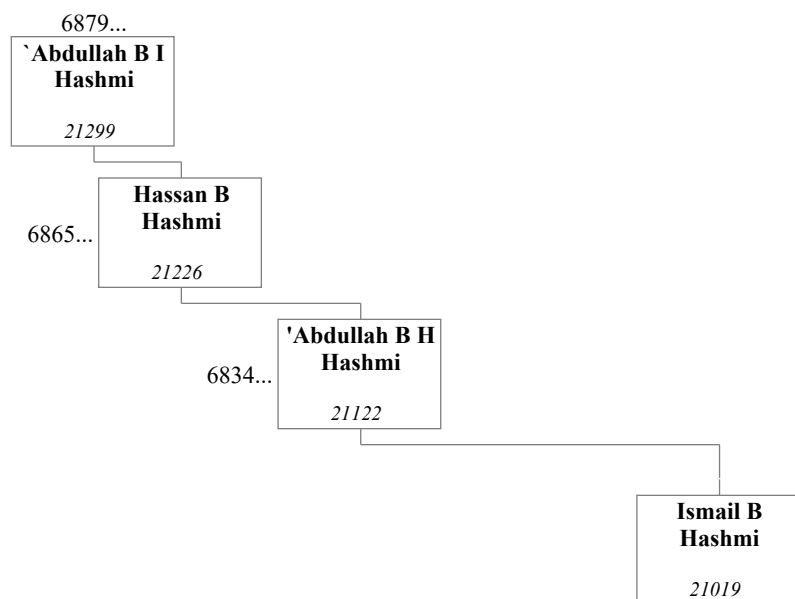 6879...
`Abdullah B I
Hashmi
21299
Hassan B
Hashmi
6865...
21226
'Abdullah B H
Hashmi
6834...
21122
Ismail B
Hashmi
21019